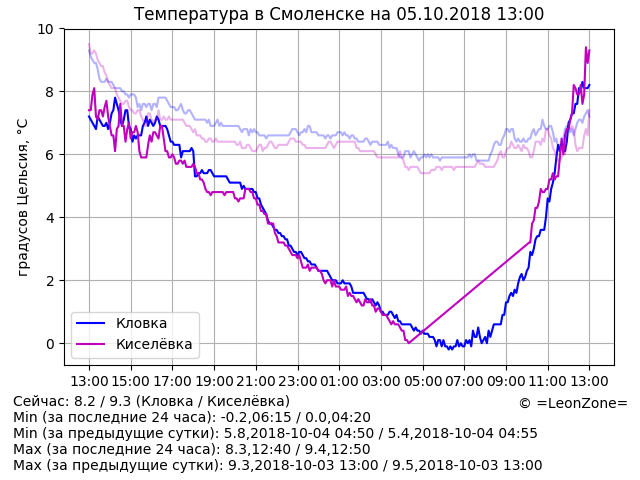 Температура в Смоленске на 05.10.2018 13:00
градусов Цельсия, °C
10
8
6
4
2
0
Кловка
Киселёвка
13:00 15:00 17:00 19:00 21:00 23:00 01:00 03:00 05:00 07:00 09:00 11:00 13:00
© =LeonZone=
Сейчас: 8.2 / 9.3 (Кловка / Киселёвка)
Min (за последние 24 часа): -0.2,06:15 / 0.0,04:20
Min (за предыдущие сутки): 5.8,2018-10-04 04:50 / 5.4,2018-10-04 04:55
Max (за последние 24 часа): 8.3,12:40 / 9.4,12:50
Max (за предыдущие сутки): 9.3,2018-10-03 13:00 / 9.5,2018-10-03 13:00